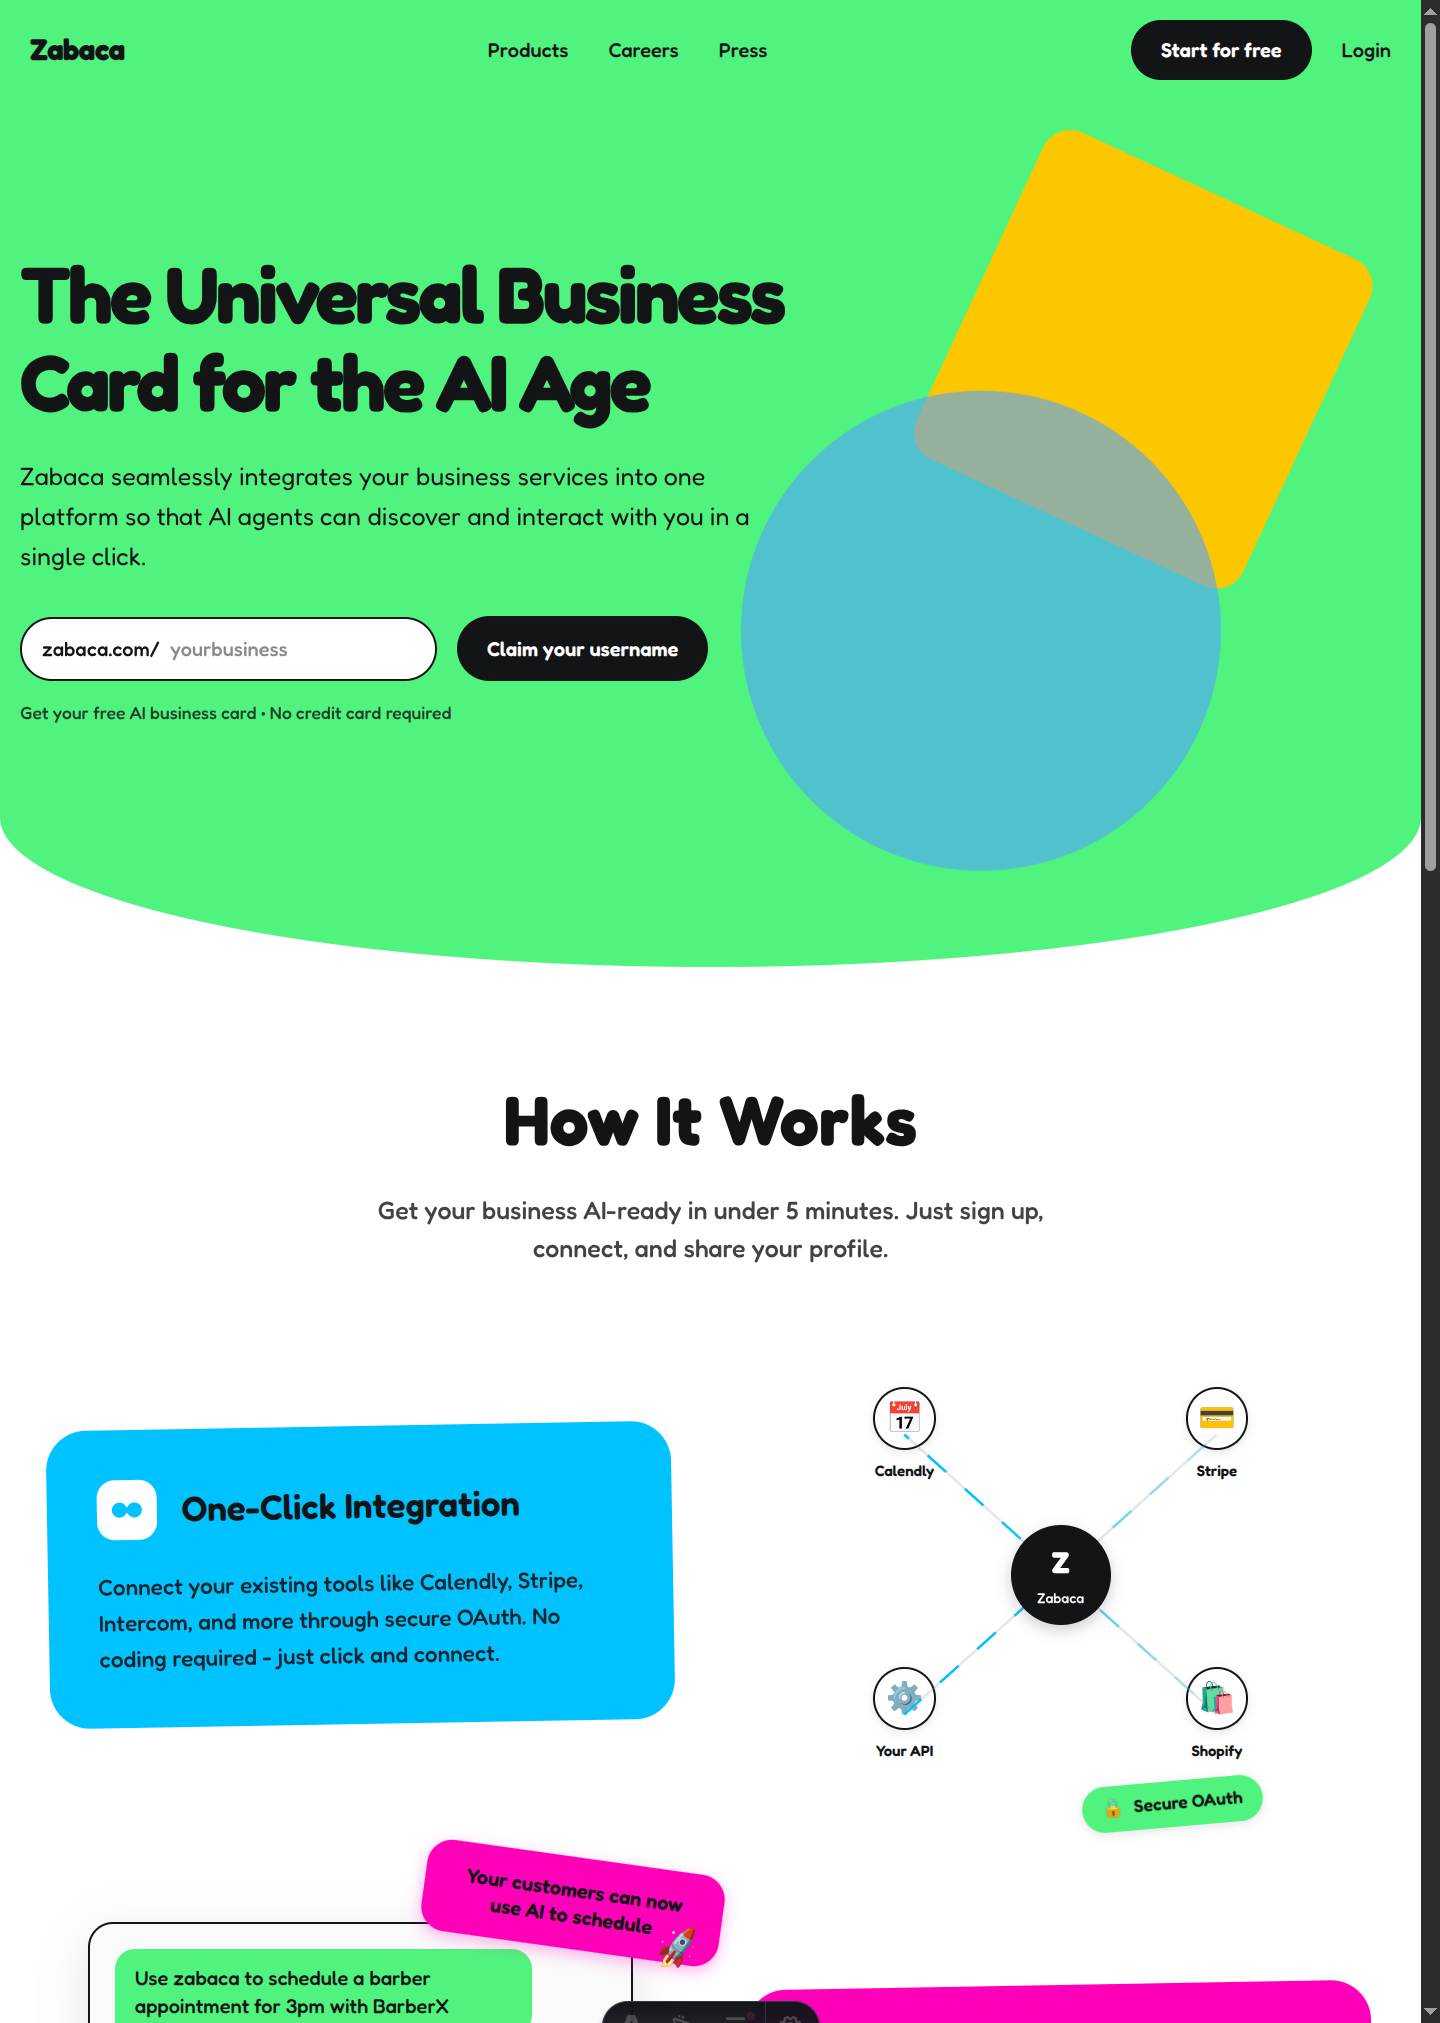 Zabaca
Products
Careers
Press
Start for free
Login
The Universal Business
Card for the AI Age
Zabaca seamlessly integrates your business services into one
platform so that AI agents can discover and interact with you in a
single click.
zabaca.com/ yourbusiness
Claim your username
Get your free AI business card • No credit card required
How It Works
Get your business AI-ready in under 5 minutes. Just sign up,
connect, and share your profile.
One-Click Integration
Connect your existing tools like Calendly, Stripe,
Intercom, and more through secure OAuth. No
coding required - just click and connect.
July
17
Calendly
Stripe
Z
Zabaca
Your API
Shopify
Secure OAuth
Your customers can now
use AI to schedule
Use zabaca to schedule a barber
appointment for 3pm with BarberX